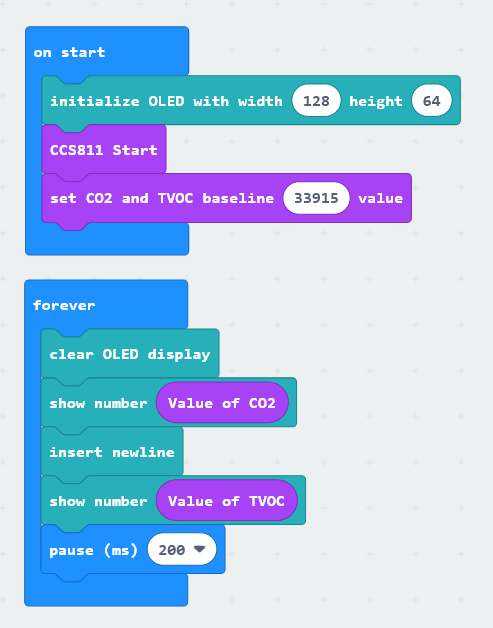 on start
initialize OLED with width 128 height 64
CCS811 Start
set CO2 and TVOC baseline 33915 value
forever
clear OLED display
show number Value of CO2
insert newline
show number Value of TVOC
pause (ms) 200